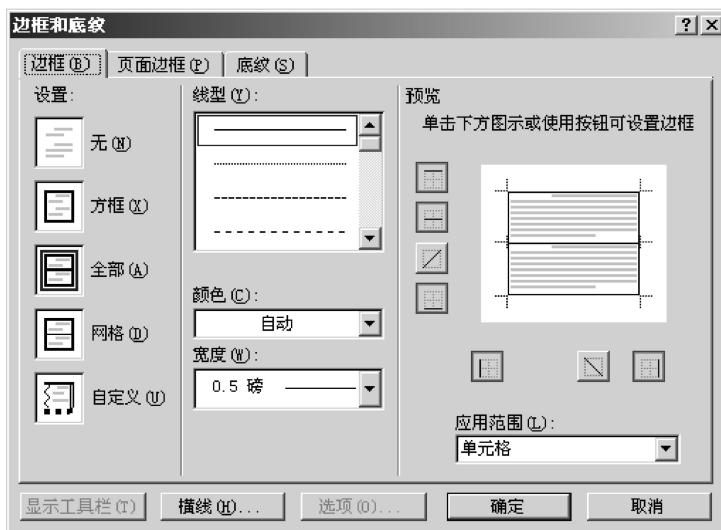 边框和底纹
边框(B) 页面边框(P) 底纹(S)
设置:
无(N)
方框(X)
全部(A)
网格(D)
自定义(U)
线型(Y):
颜色(C):
自动
宽度(W):
0.5 磅
预览
单击下方图示或使用按钮可设置边框
应用范围(L):
单元格
显示工具栏(T) 横线(H)... 选项(O)... 确定 取消